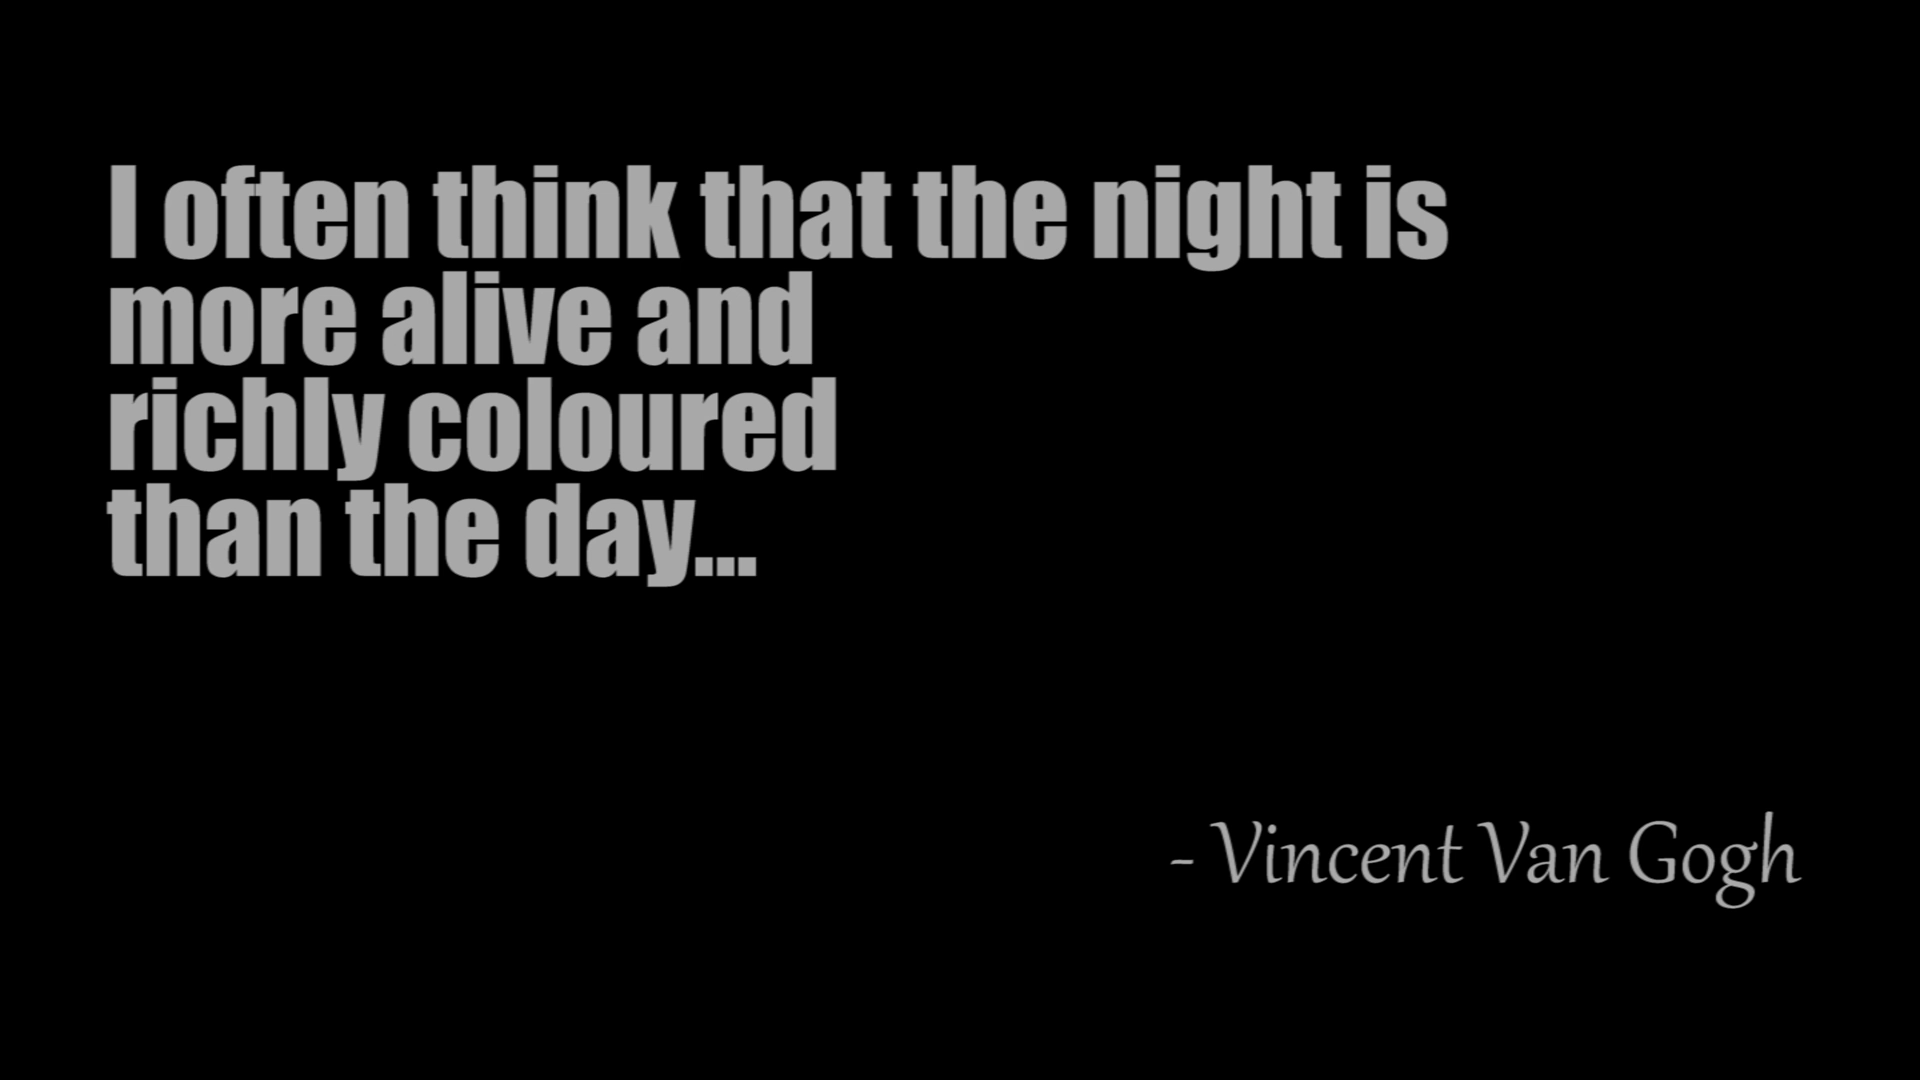 I often think that the night is
more alive and
richly coloured
than the day...
- Vincent Van Gogh